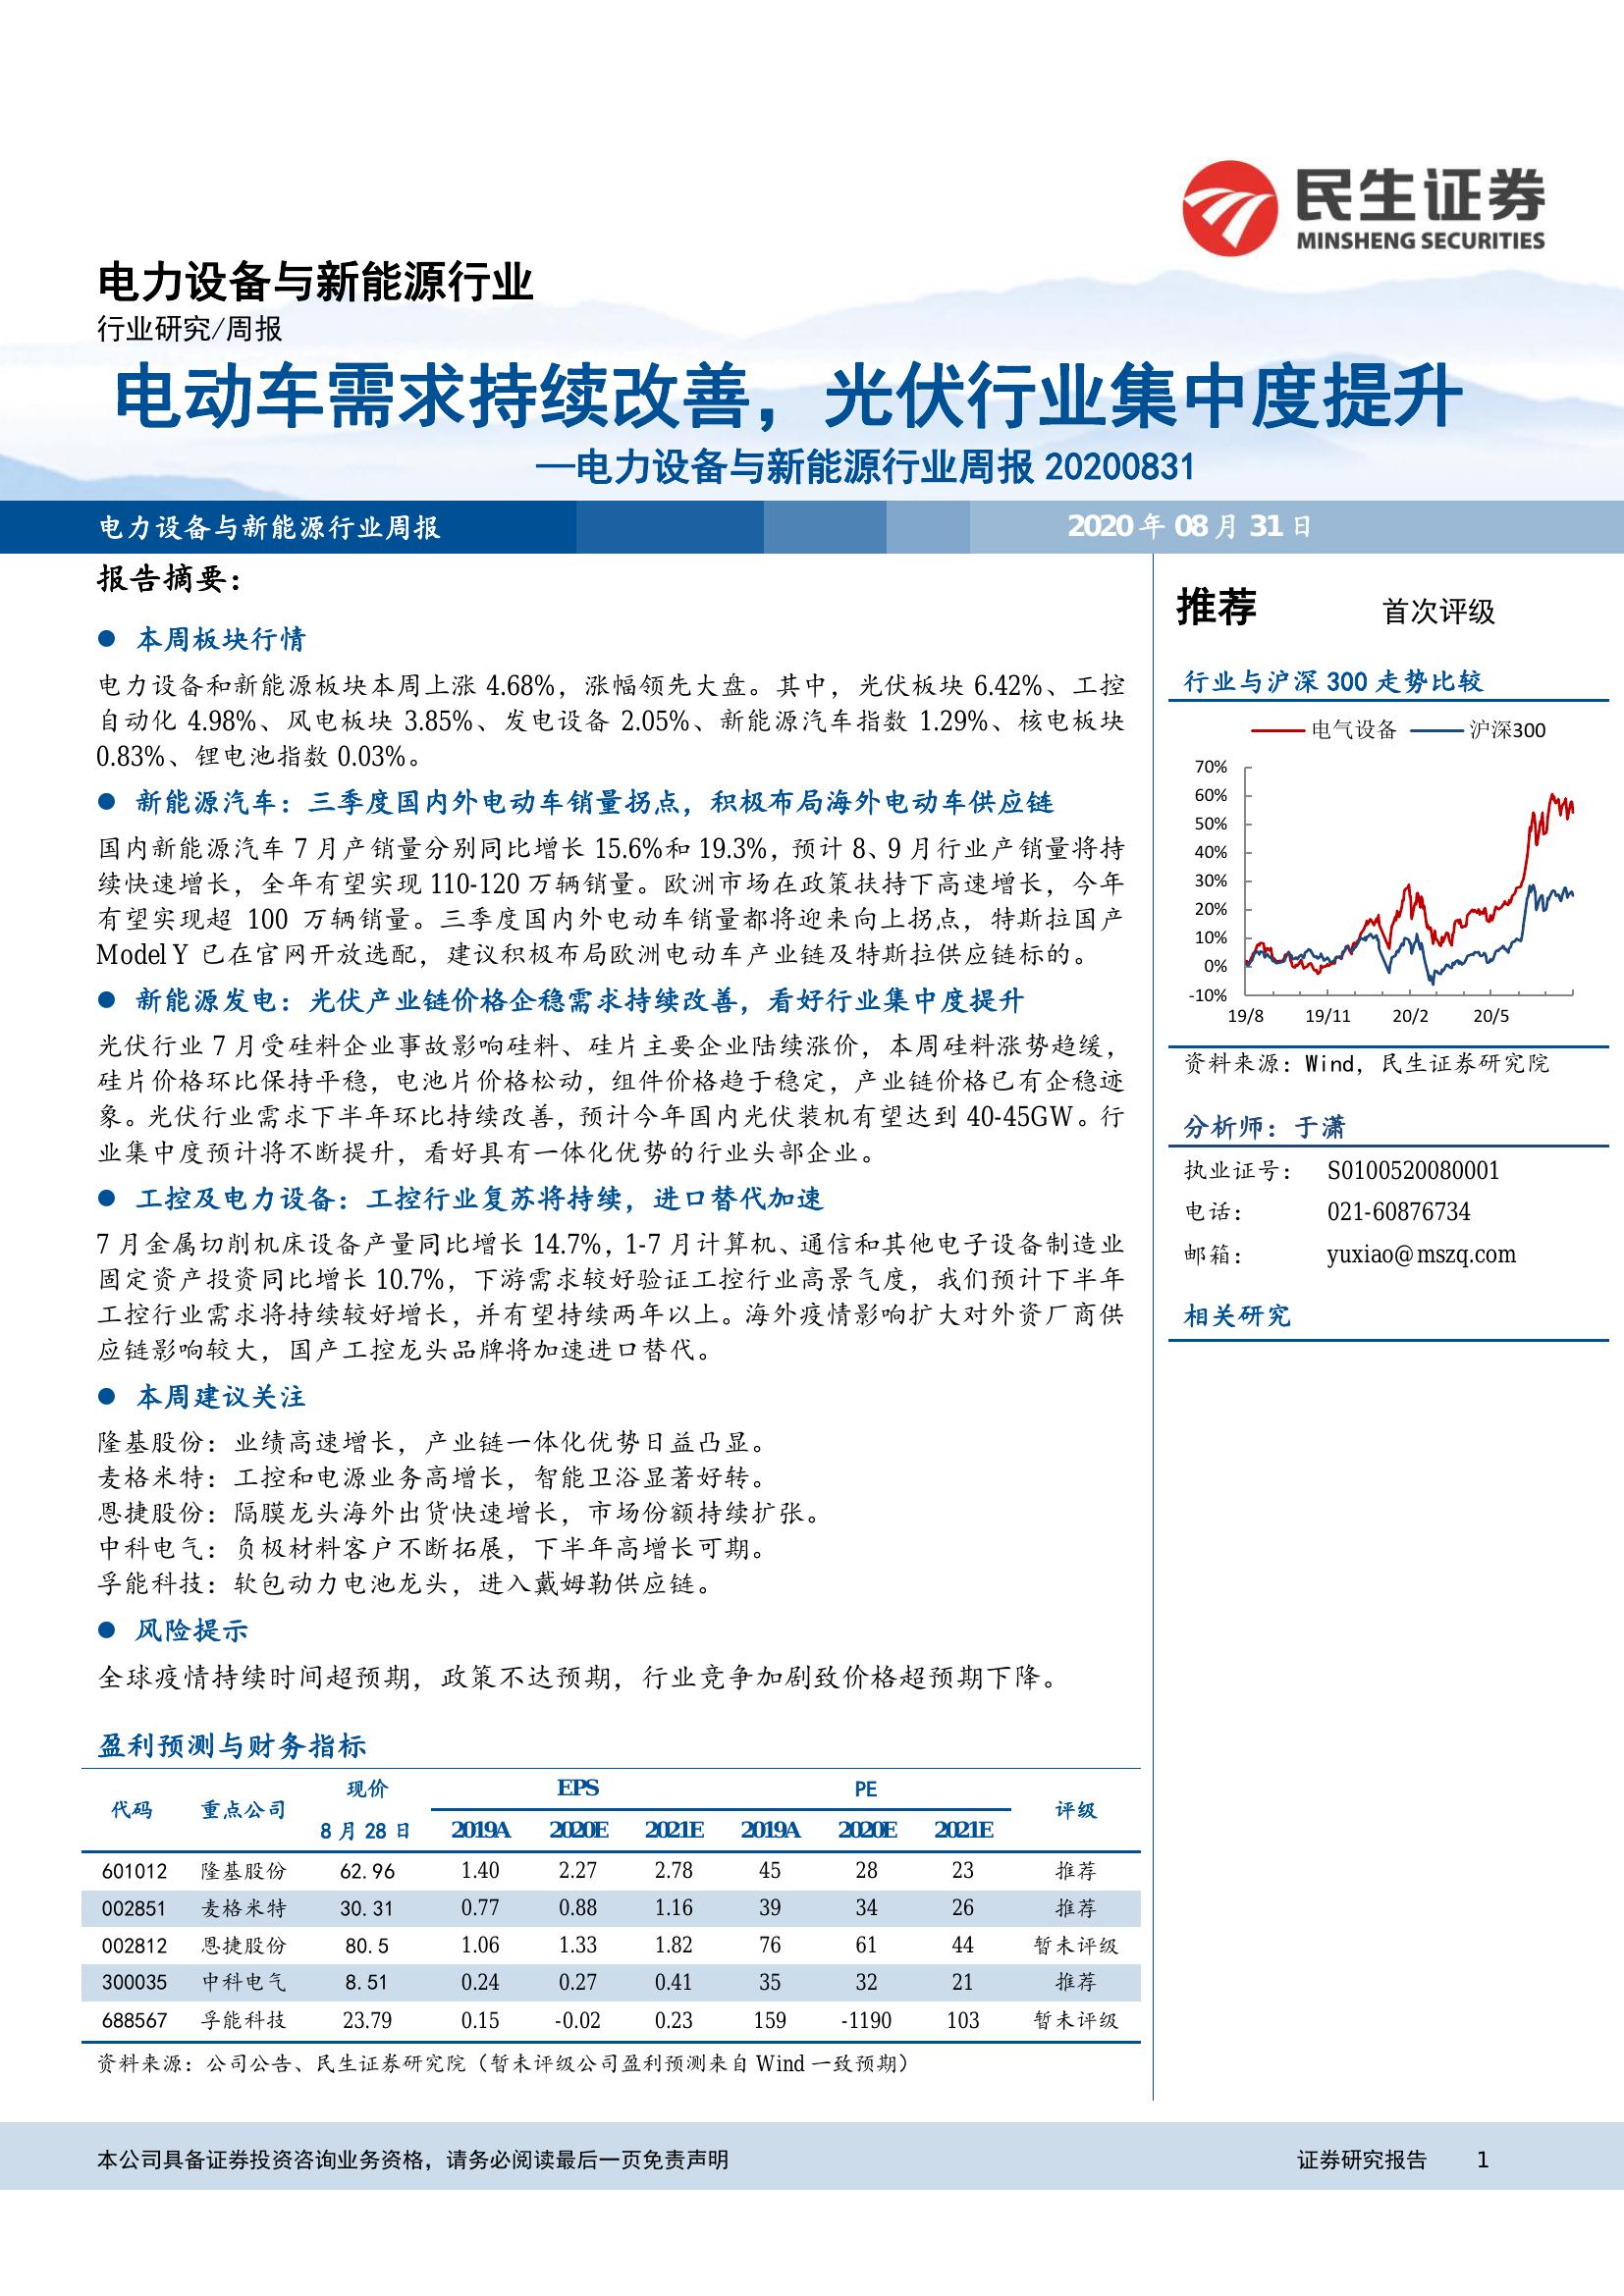 民生证券
MINSHENG SECURITIES
电力设备与新能源行业
行业研究/周报
电动车需求持续改善，光伏行业集中度提升
—电力设备与新能源行业周报 20200831
电力设备与新能源行业周报
2020 年 08 月 31 日
报告摘要：
● 本周板块行情
电力设备和新能源板块本周上涨 4.68%，涨幅领先大盘。其中，光伏板块 6.42%、工控
自动化 4.98%、风电板块 3.85%、发电设备 2.05%、新能源汽车指数 1.29%、核电板块
0.83%、锂电池指数 0.03%。
● 新能源汽车：三季度国内外电动车销量拐点，积极布局海外电动车供应链
国内新能源汽车 7 月产销量分别同比增长 15.6%和 19.3%，预计 8、9 月行业产销量将持
续快速增长，全年有望实现 110-120 万辆销量。欧洲市场在政策扶持下高速增长，今年
有望实现超 100 万辆销量。三季度国内外电动车销量都将迎来向上拐点，特斯拉国产
Model Y 已在官网开放选配，建议积极布局欧洲电动车产业链及特斯拉供应链标的。
● 新能源发电：光伏产业链价格企稳需求持续改善，看好行业集中度提升
光伏行业 7 月受硅料企业事故影响硅料、硅片主要企业陆续涨价，本周硅料涨势趋缓，
硅片价格环比保持平稳，电池片价格松动，组件价格趋于稳定，产业链价格已有企稳迹
象。光伏行业需求下半年环比持续改善，预计今年国内光伏装机有望达到 40-45GW。行
业集中度预计将不断提升，看好具有一体化优势的行业头部企业。
● 工控及电力设备：工控行业复苏将持续，进口替代加速
7 月金属切削机床设备产量同比增长 14.7%，1-7 月计算机、通信和其他电子设备制造业
固定资产投资同比增长 10.7%，下游需求较好验证工控行业高景气度，我们预计下半年
工控行业需求将持续较好增长，并有望持续两年以上。海外疫情影响扩大对外资厂商供
应链影响较大，国产工控龙头品牌将加速进口替代。
● 本周建议关注
隆基股份：业绩高速增长，产业链一体化优势日益凸显。
麦格米特：工控和电源业务高增长，智能卫浴显著好转。
恩捷股份：隔膜龙头海外出货快速增长，市场份额持续扩张。
中科电气：负极材料客户不断拓展，下半年高增长可期。
孚能科技：软包动力电池龙头，进入戴姆勒供应链。
● 风险提示
全球疫情持续时间超预期，政策不达预期，行业竞争加剧致价格超预期下降。
盈利预测与财务指标
代码 重点公司 现价 EPS PE 评级
8 月 28 日 2019A 2020E 2021E 2019A 2020E 2021E
601012 隆基股份 62.96 1.40 2.27 2.78 45 28 23 推荐
002851 麦格米特 30.31 0.77 0.88 1.16 39 34 26 推荐
002812 恩捷股份 80.5 1.06 1.33 1.82 76 61 44 暂未评级
300035 中科电气 8.51 0.24 0.27 0.41 35 32 21 推荐
688567 孚能科技 23.79 0.15 -0.02 0.23 159 -1190 103 暂未评级
资料来源：公司公告、民生证券研究院（暂未评级公司盈利预测来自 Wind 一致预期）
推荐 首次评级
行业与沪深 300 走势比较
电气设备 沪深300
70%
60%
50%
40%
30%
20%
10%
0%
-10%
19/8 19/11 20/2 20/5
资料来源：Wind，民生证券研究院
分析师：于潇
执业证号： S0100520080001
电话： 021-60876734
邮箱： yuxiao@mszq.com
相关研究
本公司具备证券投资咨询业务资格，请务必阅读最后一页免责声明
证券研究报告 1